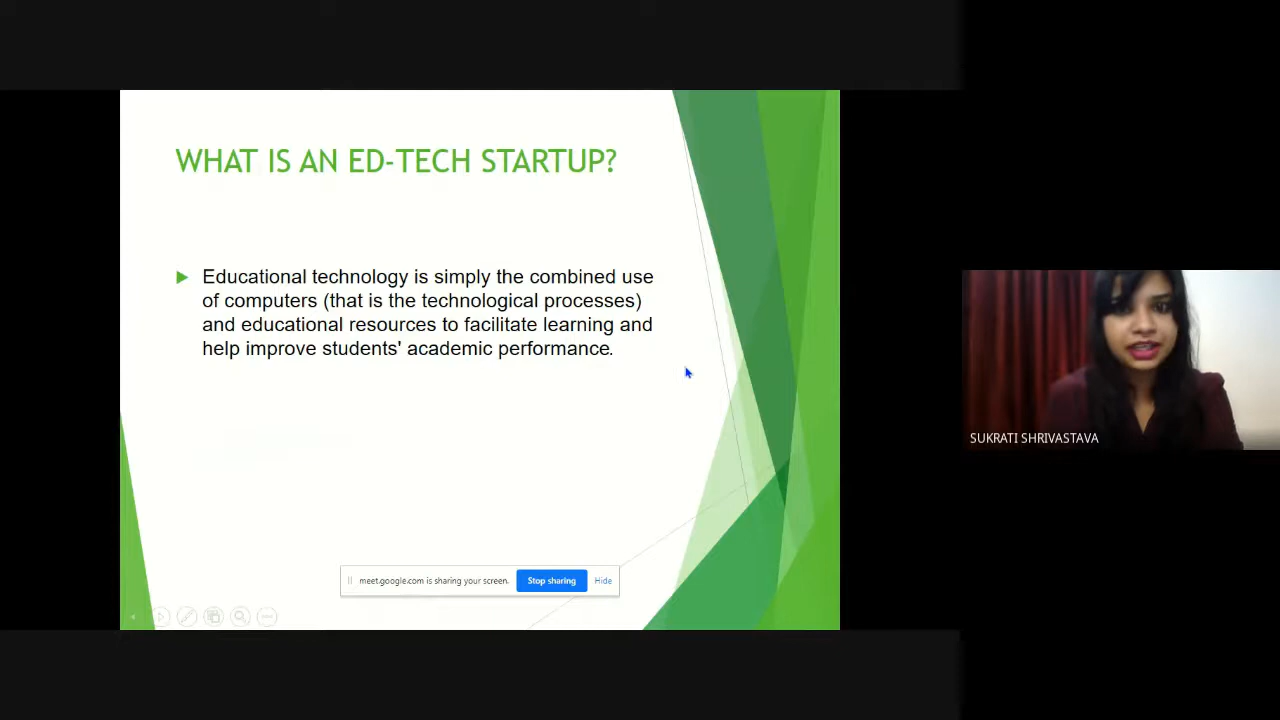 WHAT IS AN ED-TECH STARTUP?
Educational technology is simply the combined use
of computers (that is the technological processes)
and educational resources to facilitate learning and
help improve students' academic performance.
SUKRATI SHRIVASTAVA
meet.google.com is sharing your screen. Stop sharing Hide